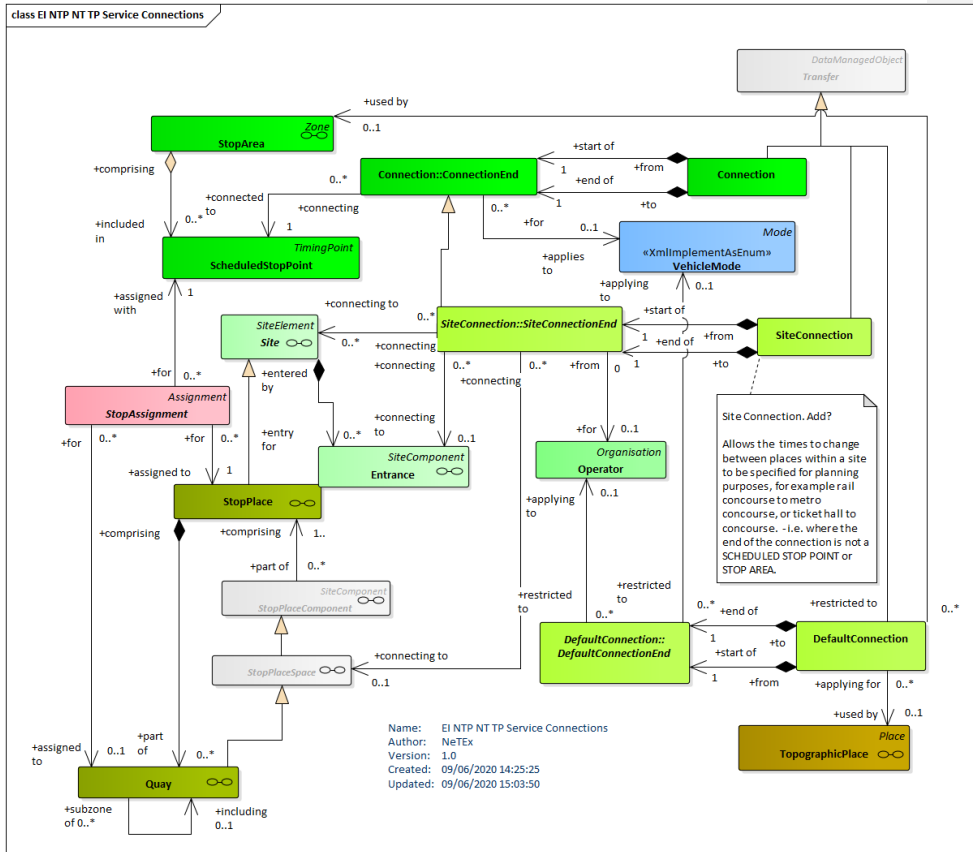 class EI NTP NT TP Service Connections
DataManagedObject
Transfer
+used by
0..1
Zone
StopArea
+comprising
+start of
1
+from
Connection::ConnectionEnd
Connection
0..*
+end of
1
+to
+connected
to
+connecting
1
0..*
+for
0..1
+applies
to
0..*
+included
in
Mode
«XmlImplementAsEnum»
VehicleMode
TimingPoint
ScheduledStopPoint
+assigned
with
1
+applying
to
0..1
+connecting to
0..*
0..*
SiteConnection::SiteConnectionEnd
+start of
1
+from
SiteConnection
SiteElement
Site
+connecting
+end of
1
+to
+entered
by
+connecting
0..*
+connecting
0..*
+from
0
+for
0..*
Assignment
StopAssignment
Site Connection. Add?
Allows the times to change
between places within a site
to be specified for planning
purposes, for example rail
concourse to metro
concourse, or ticket hall to
concourse. - i.e. where the
end of the connection is not a
SCHEDULED STOP POINT or
STOP AREA.
+for
0..*
+for
0..*
+entry
for
0..*
+connecting
to
0..1
+for
0..1
SiteComponent
Entrance
Organisation
Operator
+assigned to
1
0..1
+applying
to
StopPlace
+comprising
+comprising
1..
+part of
0..*
SiteComponent
StopPlaceComponent
+restricted
to
0..*
+restricted
to
+restricted to
0..*
0..*
+end of
1
+to
DefaultConnection::
DefaultConnectionEnd
DefaultConnection
+start of
1
+from
StopPlaceSpace
+connecting to
0..1
+applying for
0..*
+used by
0..1
Place
TopographicPlace
Name: EI NTP NT TP Service Connections
Author: NeTEx
Version: 1.0
Created: 09/06/2020 14:25:25
Updated: 09/06/2020 15:03:50
+assigned
to
0..1
+part
of
0..*
Quay
+subzone
of 0..*
+including
0..1